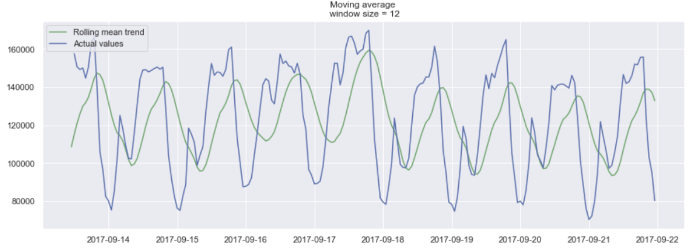 Moving average
window size = 12
Rolling mean trend
Actual values
160000
140000
120000
100000
80000
2017-09-14 2017-09-15 2017-09-16 2017-09-17 2017-09-18 2017-09-19 2017-09-20 2017-09-21 2017-09-22